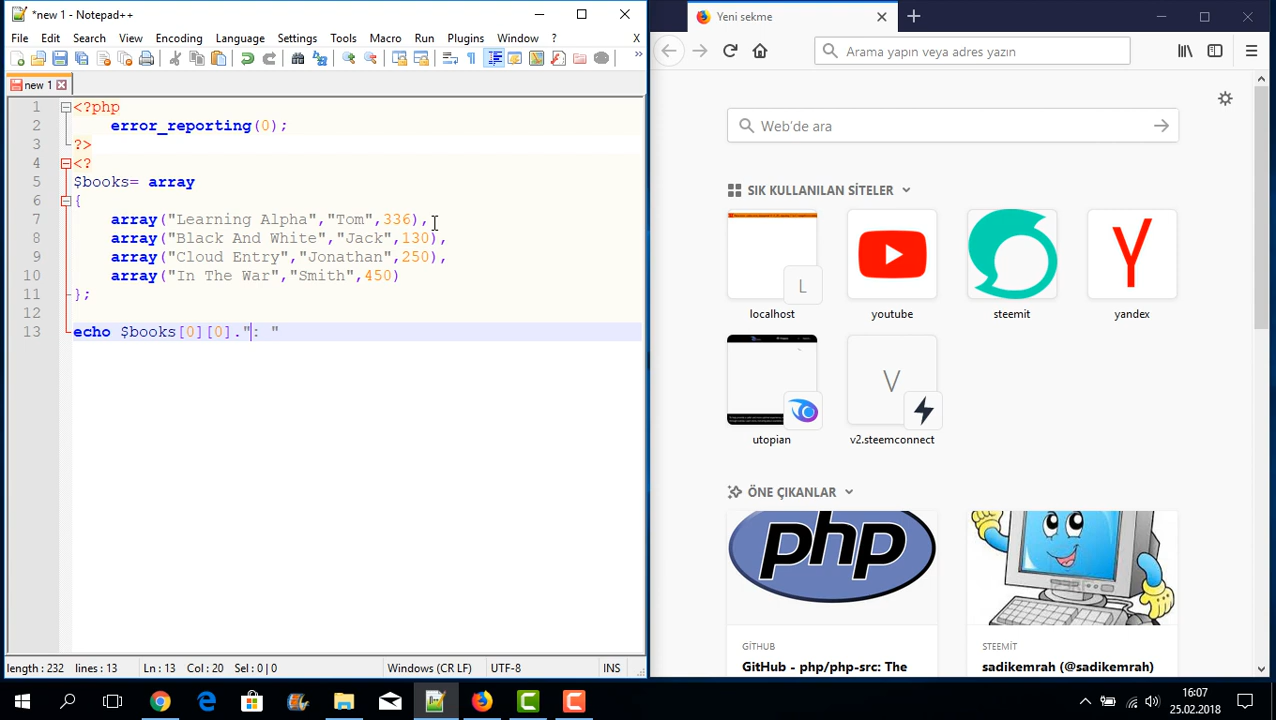 *new 1 - Notepad++
File Edit Search View Encoding Language Settings Tools Macro Run Plugins Window ? X
new 1
1 <?php
2 error_reporting(0);
3 ?>
4 <?
5 $books= array
6 {
7 array("Learning Alpha","Tom",336),
8 array("Black And White","Jack",130),
9 array("Cloud Entry","Jonathan",250),
10 array("In The War","Smith",450)
11 };
12
13 echo $books[0][0].": "
length : 232 lines : 13 Ln : 13 Col : 20 Sel : 0 | 0 Windows (CR LF) UTF-8 INS
Yeni sekme
Arama yapın veya adres yazın
Web'de ara
SIK KULLANILAN SİTELER
L
localhost
youtube
steemit
yandex
utopian
V
v2.steemconnect
ÖNE ÇIKANLAR
php
GİTHUB
GitHub - php/php-src: The
STEEMİT
sadikemrah (@sadikemrah)
16:07
25.02.2018